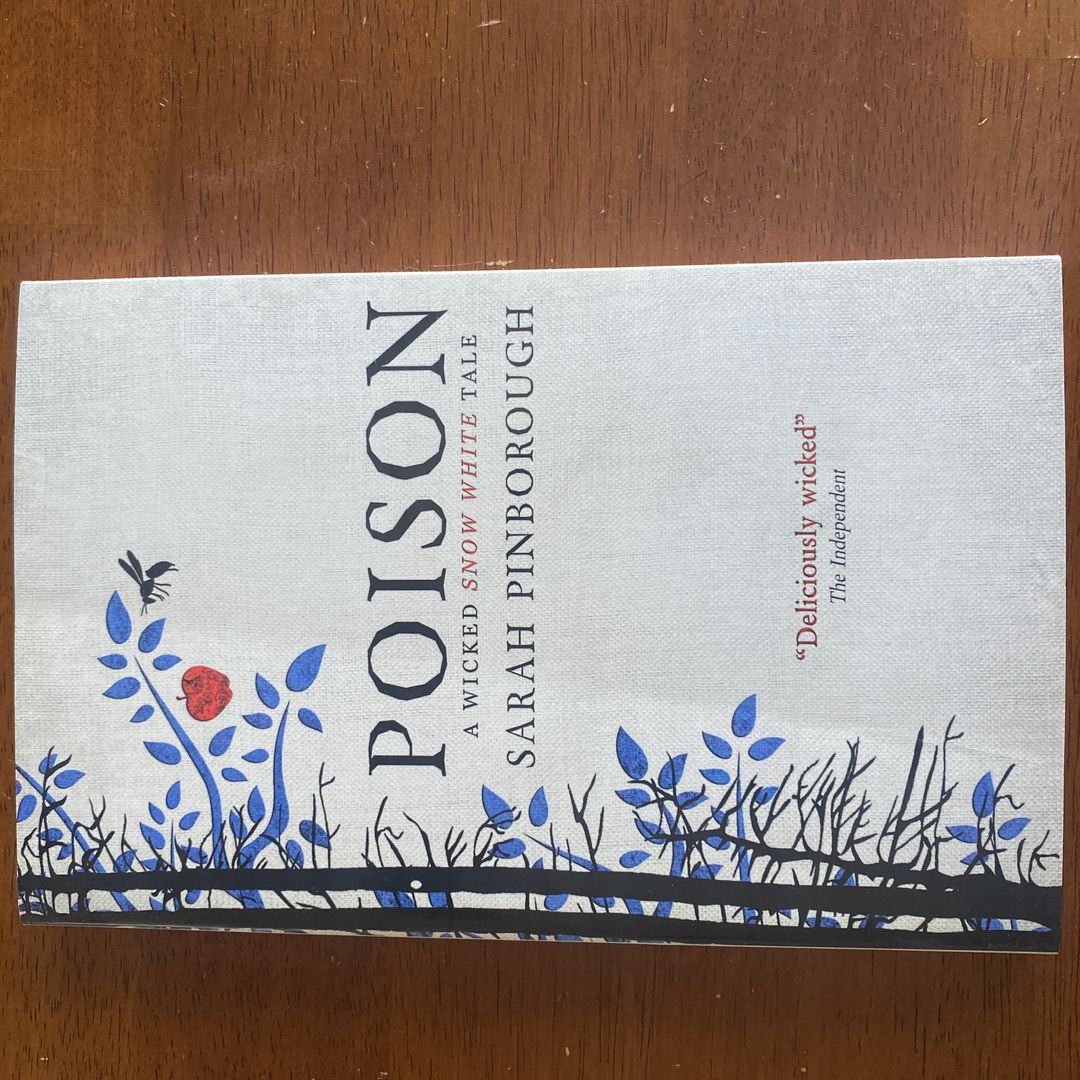 POISON
A WICKED SNOW WHITE TALE
SARAH PINBOROUGH
“Deliciously wicked”
The Independent